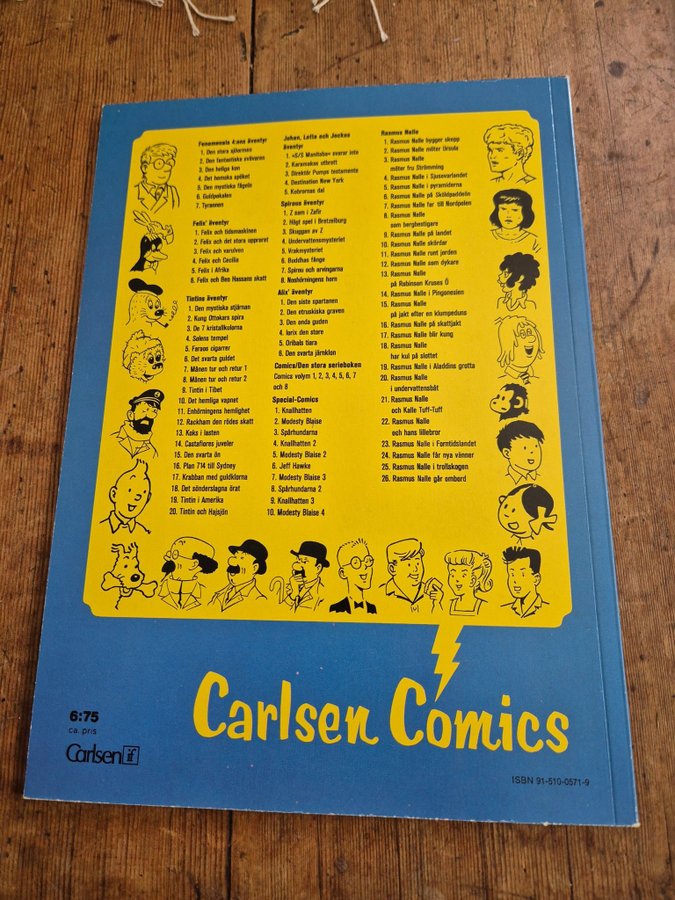 Fenomenala 4:ans äventyr
1. Den stora stjärnan
2. Den fantastiska svävaren
3. Den heliga kon
4. Det hemska spöket
5. Den mystiska fågeln
6. Guldpokalen
7. Tyrannen
Felix' äventyr
1. Felix och tidsmaskinen
2. Felix och det stora upproret
3. Felix och varulven
4. Felix och Cecilia
5. Felix i Afrika
6. Felix och Ben Hassans skatt
Tintins äventyr
1. Den mystiska stjärnan
2. Kung Ottokars spira
3. De 7 kristallkulorna
4. Solens tempel
5. Faraos cigarrer
6. Det svarta guldet
7. Månen tur och retur 1
8. Månen tur och retur 2
9. Tintin i Tibet
10. Det hemliga vapnet
11. Enhörningens hemlighet
12. Rackham den rödes skatt
13. Koks i lasten
14. Castafiores juveler
15. Den svarta ön
16. Plan 714 till Sydney
17. Krabban med guldklorna
18. Det sönderslagna örat
19. Tintin i Amerika
20. Tintin och Hajsjön
Johan, Lotta och Jockos
äventyr
1. »S/S Manitoba» svarar inte
2. Karamakos utbrott
3. Direktör Pumps testamente
4. Destination New York
5. Kobrornas dal
Spirous äventyr
1. Z som i Zafir
2. Högt spel i Bretzelburg
3. Skuggan av Z
4. Undervattensmysteriet
5. Vrakmysteriet
6. Buddhas fånge
7. Spirou och arvingarna
8. Noshörningens horn
Alix' äventyr
1. Den siste spartanen
2. Den etruskiska graven
3. Den onda guden
4. Iorix den store
5. Oribals tiara
6. Den svarta järnklon
Comics/Den stora serieboken
Comics volym 1, 2, 3, 4, 5, 6, 7
och 8
Special-Comics
1. Knallhatten
2. Modesty Blaise
3. Spårhundarna
4. Knallhatten 2
5. Modesty Blaise 2
6. Jeff Hawke
7. Modesty Blaise 3
8. Spårhundarna 2
9. Knallhatten 3
10. Modesty Blaise 4
Rasmus Nalle
1. Rasmus Nalle bygger skepp
2. Rasmus Nalle möter Ursula
3. Rasmus Nalle
möter fru Strömming
4. Rasmus Nalle i Sjurovarlandet
5. Rasmus Nalle i pyramiderna
6. Rasmus Nalle på Sköldpaddelin
7. Rasmus Nalle far till Nordpolen
8. Rasmus Nalle
som bergbestigare
9. Rasmus Nalle på landet
10. Rasmus Nalle skördar
11. Rasmus Nalle runt jorden
12. Rasmus Nalle som dykare
13. Rasmus Nalle
på Robinson Kruses Ö
14. Rasmus Nalle i Pingonesien
15. Rasmus Nalle
på jakt efter en klumpeduns
16. Rasmus Nalle på skattjakt
17. Rasmus Nalle blir kung
18. Rasmus Nalle
har kul på slottet
19. Rasmus Nalle i Aladdins grotta
20. Rasmus Nalle
i undervattensbåt
21. Rasmus Nalle
och Kalle Tuff-Tuff
22. Rasmus Nalle
och hans lillebror
23. Rasmus Nalle i Forntidslandet
24. Rasmus Nalle får nya vänner
25. Rasmus Nalle i trollskogen
26. Rasmus Nalle går ombord
Carlsen Comics
6:75
ca. pris
Carlsen if
ISBN 91-510-0571-9